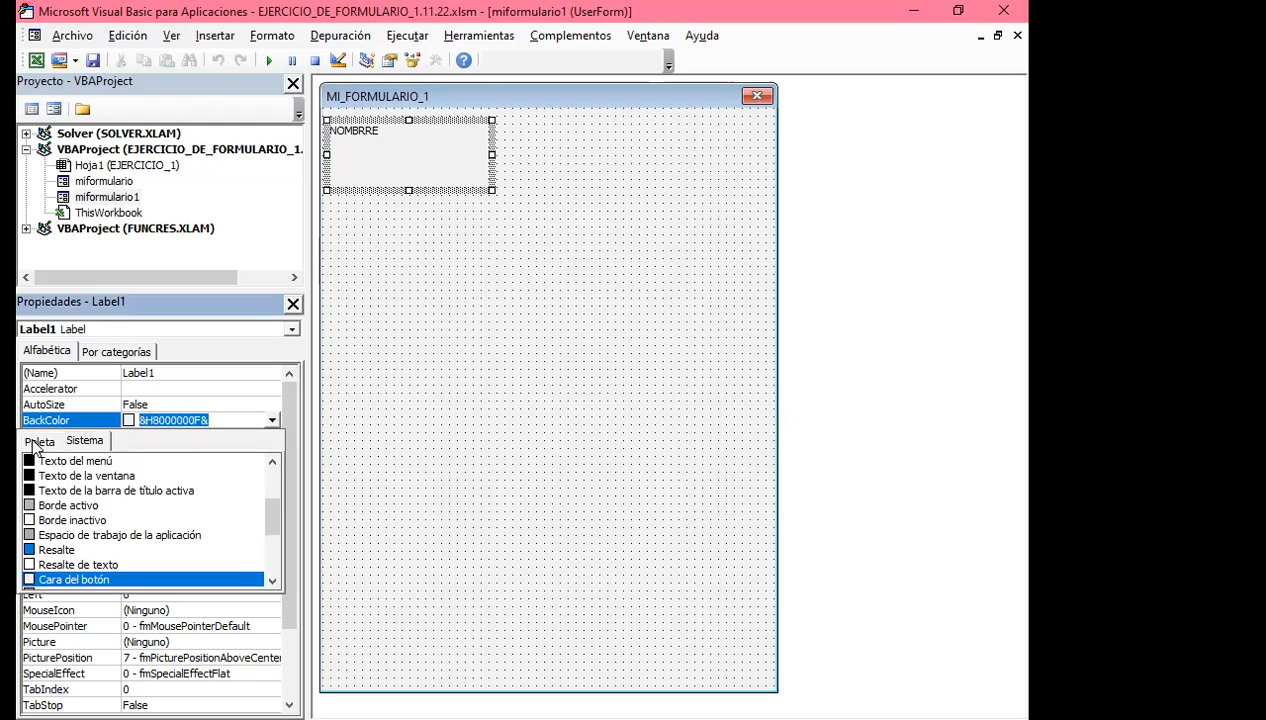 Microsoft Visual Basic para Aplicaciones - EJERCICIO_DE_FORMULARIO_1.11.22.xlsm - [miformulario1 (UserForm)]
Archivo Edición Ver Insertar Formato Depuración Ejecutar Herramientas Complementos Ventana Ayuda
Proyecto - VBAProject
Solver (SOLVER.XLAM)
VBAProject (EJERCICIO_DE_FORMULARIO_1.
Hoja1 (EJERCICIO_1)
miformulario
miformulario1
ThisWorkbook
VBAProject (FUNCRES.XLAM)
Propiedades - Label1
Label1 Label
Alfabética Por categorías
(Name) Label1
Accelerator
AutoSize False
BackColor &H8000000F&
Paleta Sistema
Texto del menú
Texto de la ventana
Texto de la barra de título activa
Borde activo
Borde inactivo
Espacio de trabajo de la aplicación
Resalte
Resalte de texto
Cara del botón
Left 6
MouseIcon (Ninguno)
MousePointer 0 - fmMousePointerDefault
Picture (Ninguno)
PicturePosition 7 - fmPicturePositionAboveCenter
SpecialEffect 0 - fmSpecialEffectFlat
TabIndex 0
TabStop False
MI_FORMULARIO_1
NOMBRRE